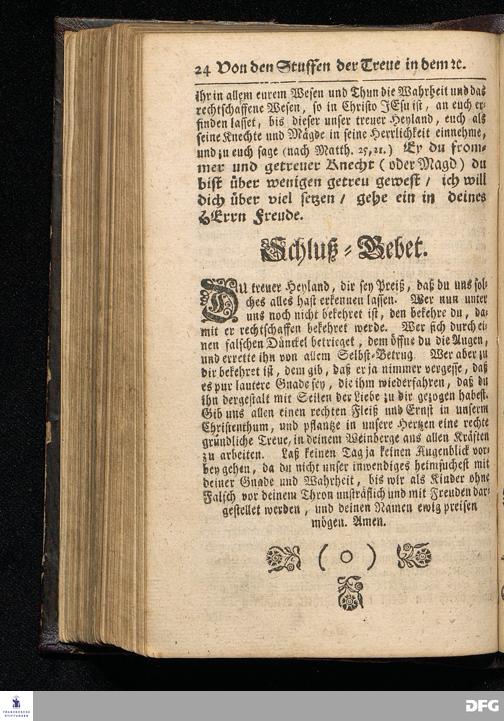 24 Von den Stuffen der Treue in dem ꝛc.
ihr in allem eurem Wesen und Thun die Wahrheit und das
rechtschaffene Wesen, so in Christo JEsu ist, an euch er-
finden lasset, bis dieser unser treuer Heyland, euch als
seine Knechte und Mägde in seine Herrlichkeit einnehme,
und zu euch sage (nach Matth. 25, 21.) Ey du from-
mer und getreuer Knecht (oder Magd) du
bist über wenigen getreu gewest / ich will
dich über viel setzen / gehe ein in deines
HErrn Freude.
Schluß-Gebet.
DU treuer Heyland, dir sey Preiß, daß du uns sol-
ches alles hast erkennen lassen. Wer nun unter
uns noch nicht bekehret ist, den bekehre du, da-
mit er rechtschaffen bekehret werde. Wer sich durch ei-
nen falschen Dünckel betrieget, dem öffne du die Augen,
und errette ihn von allem Selbst-Betrug. Wer aber zu
dir bekehret ist, dem gib, daß er ja nimmer vergesse, daß
es pur lautere Gnade sey, die ihm wiederfahren, daß du
ihn dergestalt mit Seilen der Liebe zu dir gezogen habest.
Gib uns allen einen rechten Fleiß und Ernst in unserm
Christenthum, und pflantze in unsere Hertzen eine rechte
gründliche Treue, in deinem Weinberge aus allen Kräften
zu arbeiten. Laß keinen Tag ja keinen Augenblick vor-
bey gehen, da du nicht unser inwendiges heimsuchest mit
deiner Gnade und Wahrheit, bis wir als Kinder ohne
Falsch vor deinem Thron unsträflich und mit Freuden dar-
gestellet werden, und deinen Namen ewig preisen
mögen. Amen.
FRANCKESCHE STIFTUNGEN
DFG